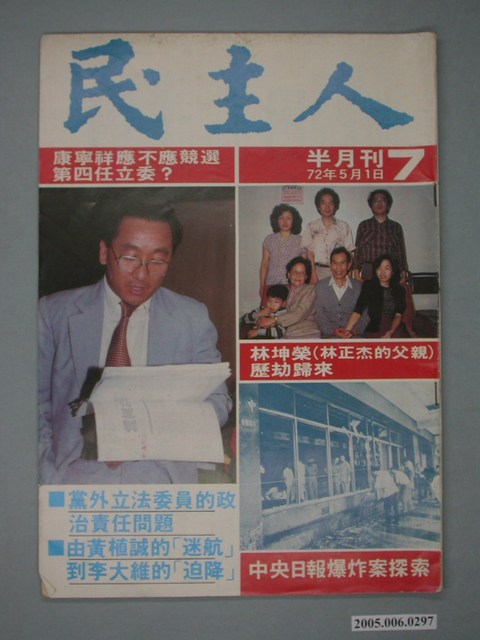 民主人
康寧祥應不應競選
第四任立委？
半月刊 7
72年5月1日
林坤榮(林正杰的父親)
歷劫歸來
■黨外立法委員的政
治責任問題
■由黃植誠的「迷航」
到李大維的「迫降」
中央日報爆炸案探索
2005.006.0297